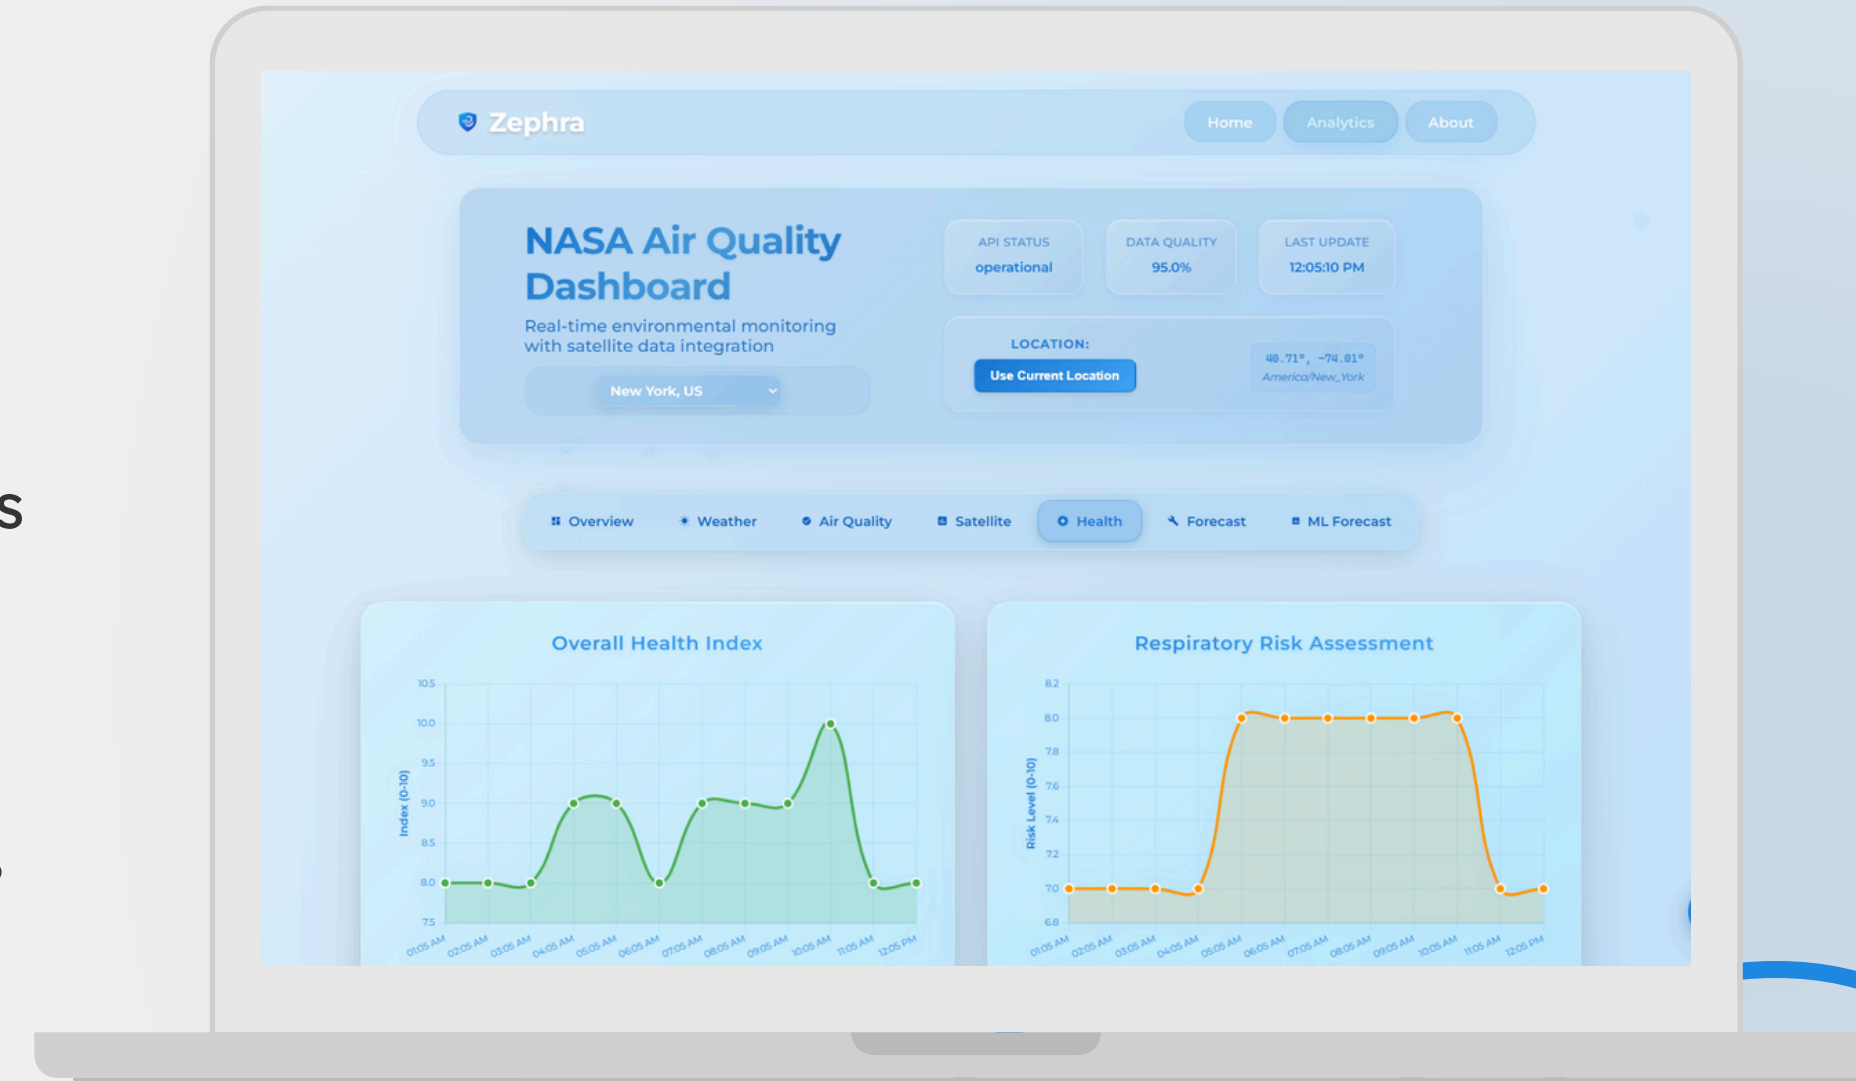 s
Zephra
Home
Analytics
About
NASA Air Quality
Dashboard
Real-time environmental monitoring
with satellite data integration
New York, US
API STATUS
operational
DATA QUALITY
95.0%
LAST UPDATE
12:05:10 PM
LOCATION:
Use Current Location
40.71°, -74.01°
America/New_York
Overview
Weather
Air Quality
Satellite
Health
Forecast
ML Forecast
Overall Health Index
10.5
10.0
9.5
9.0
8.5
8.0
7.5
Index (0-10)
01:05 AM
02:05 AM
03:05 AM
04:05 AM
05:05 AM
06:05 AM
07:05 AM
08:05 AM
09:05 AM
10:05 AM
11:05 AM
12:05 PM
Respiratory Risk Assessment
8.2
8.0
7.8
7.6
7.4
7.2
7.0
6.8
Risk Level (0-10)
01:05 AM
02:05 AM
03:05 AM
04:05 AM
05:05 AM
06:05 AM
07:05 AM
08:05 AM
09:05 AM
10:05 AM
11:05 AM
12:05 PM